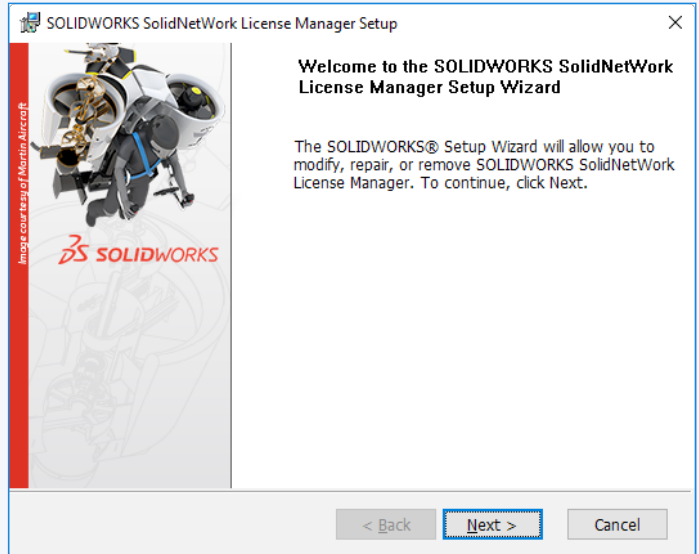 SOLIDWORKS SolidNetWork License Manager Setup
Welcome to the SOLIDWORKS SolidNetWork
License Manager Setup Wizard
The SOLIDWORKS® Setup Wizard will allow you to
modify, repair, or remove SOLIDWORKS SolidNetWork
License Manager. To continue, click Next.
Image courtesy of Martin Aircraft
SOLIDWORKS
< Back
Next >
Cancel